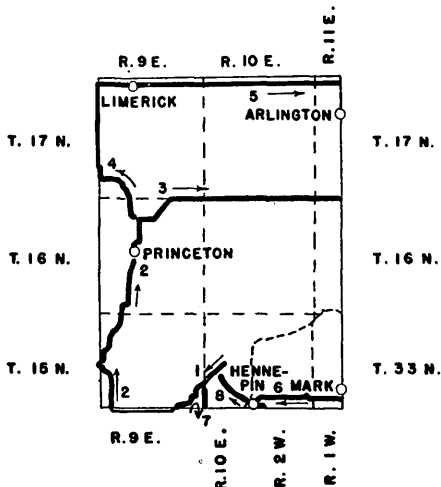 R. 9 E. R. 10 E. R. 11 E.
LIMERICK 5
ARLINGTON
T. 17 N. T. 17 N.
4
3
T. 16 N. PRINCETON T. 16 N.
2
T. 15 N. 1 HENNE- T. 33 N.
PIN MARK
2 8 6
7
R. 9 E. R. 10 E. R. 2 W. R. 1 W.